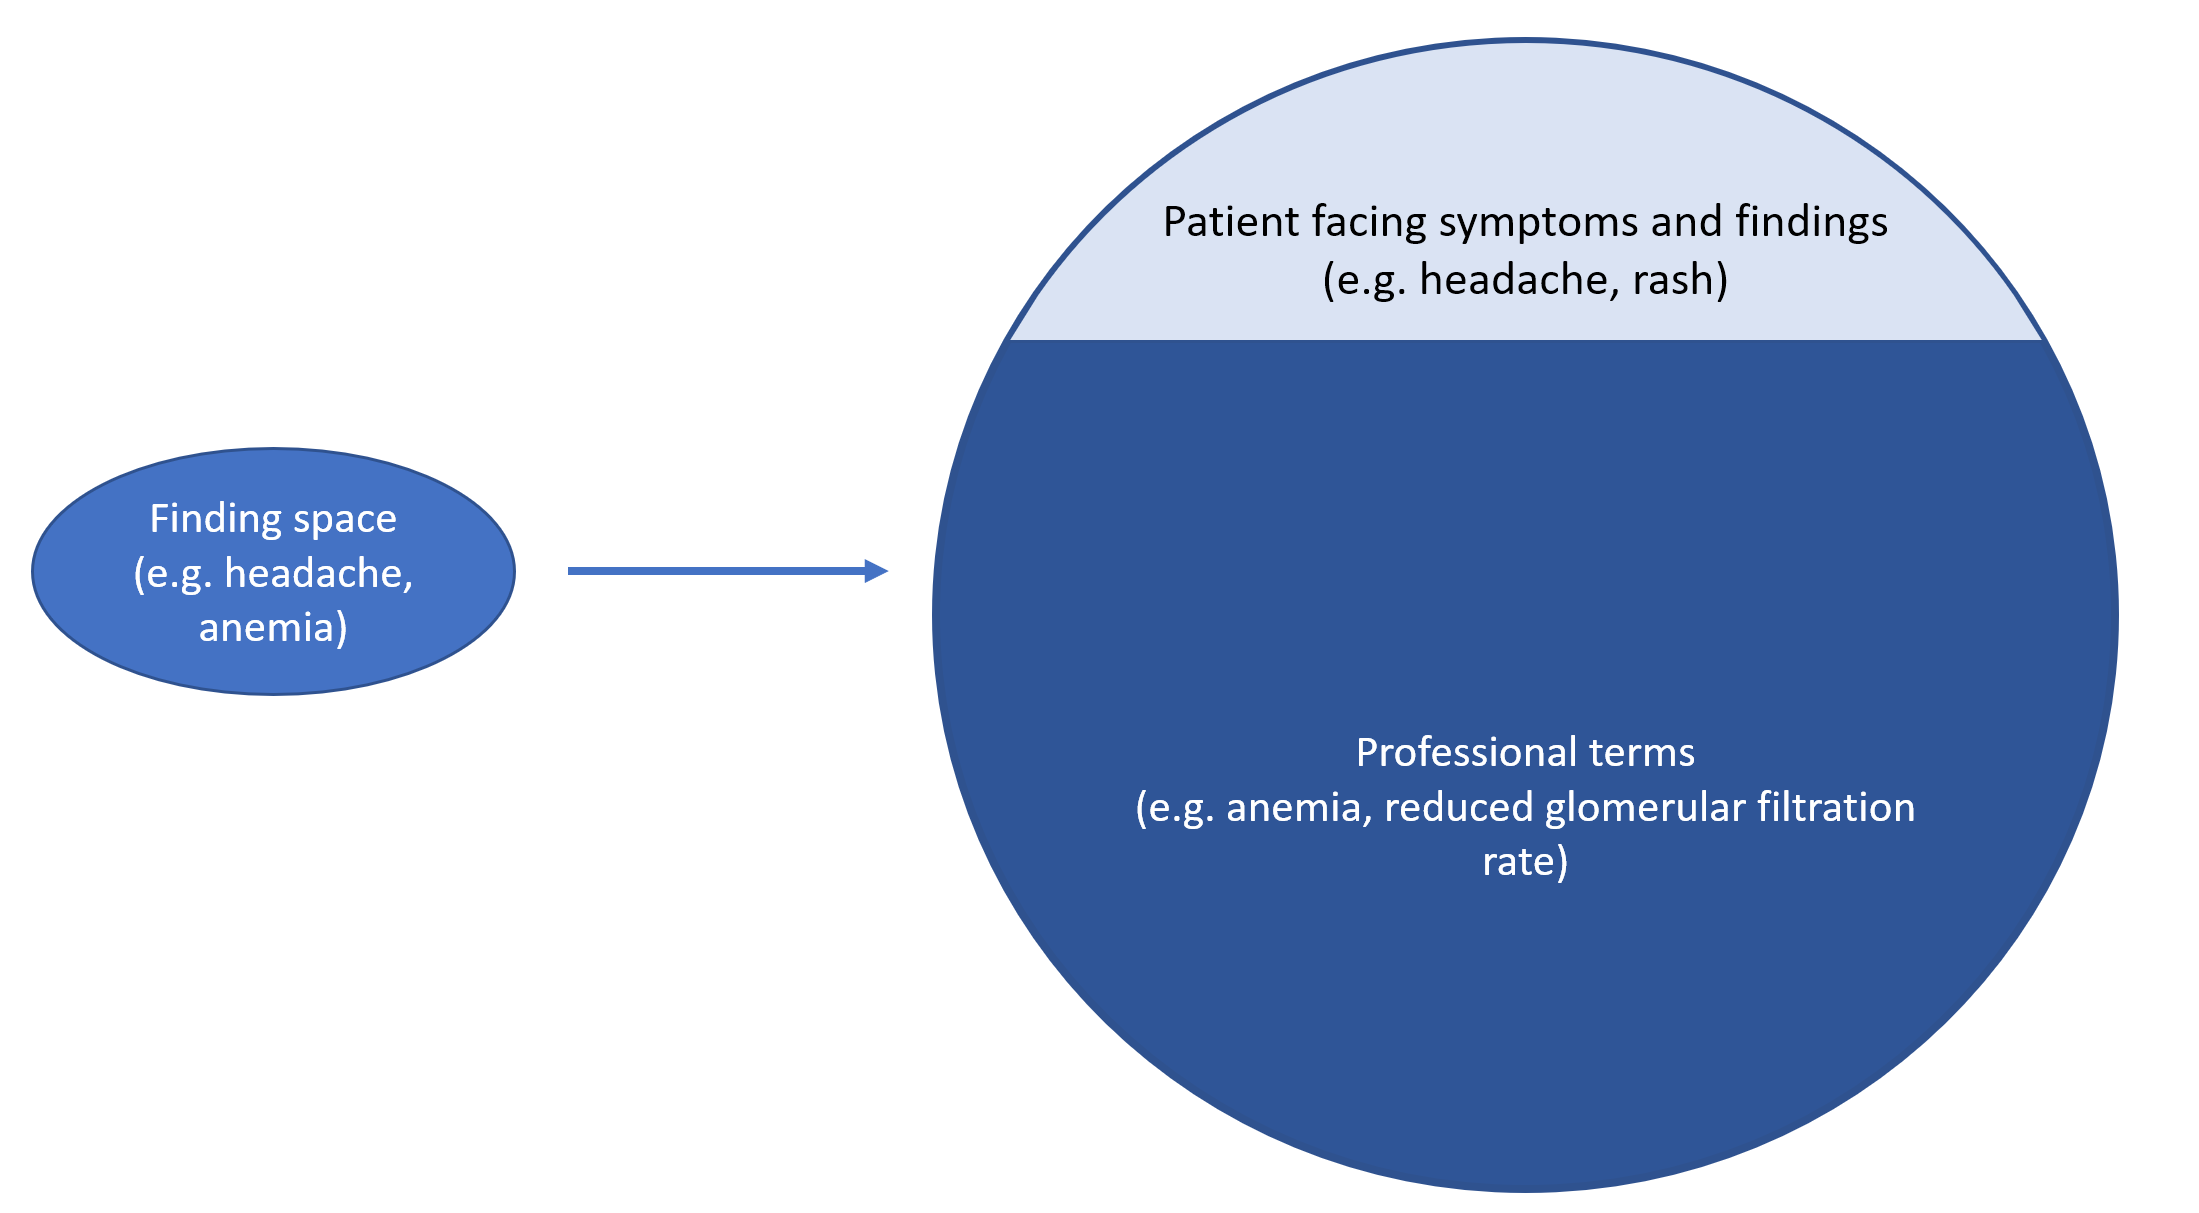 Finding space
(e.g. headache,
anemia)
Patient facing symptoms and findings
(e.g. headache, rash)
Professional terms
(e.g. anemia, reduced glomerular filtration
rate)